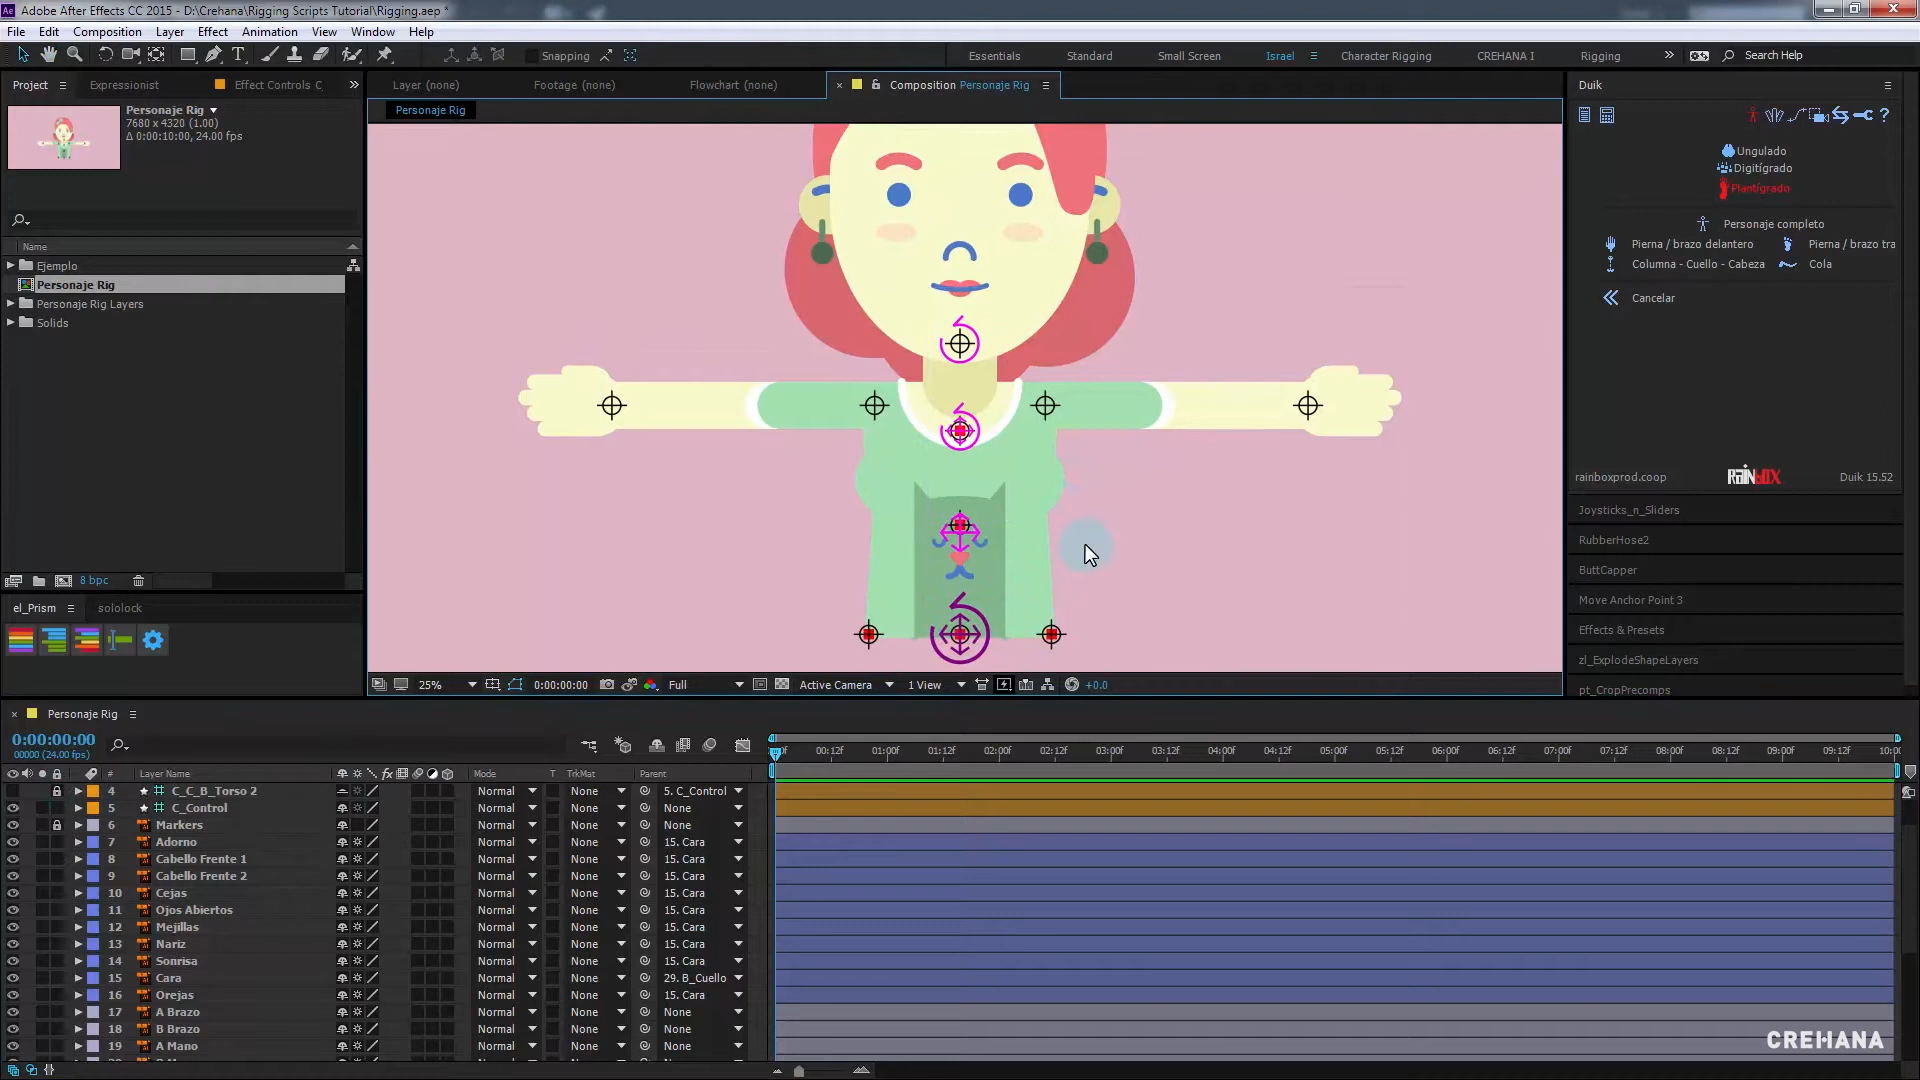 Adobe After Effects CC 2015 - D:\Crehana\Rigging Scripts Tutorial\Rigging.aep *
File Edit Composition Layer Effect Animation View Window Help
Snapping
Essentials Standard Small Screen Israel Character Rigging CREHANA I Rigging Search Help
Project Expressionist Effect Controls C
Layer (none) Footage (none) Flowchart (none) Composition Personaje Rig
Duik
Personaje Rig
7680 x 4320 (1.00)
Δ 0:00:10:00, 24.00 fps
Personaje Rig
Ungulado
Digitígrado
Plantígrado
Personaje completo
Pierna / brazo delantero Pierna / brazo tra
Columna - Cuello - Cabeza Cola
Cancelar
Name
Ejemplo
Personaje Rig
Personaje Rig Layers
Solids
rainboxprod.coop RAINBOX Duik 15.52
Joysticks_n_Sliders
RubberHose2
ButtCapper
Move Anchor Point 3
Effects & Presets
zl_ExplodeShapeLayers
pt_CropPrecomps
8 bpc
el_Prism sololock
25% 0:00:00:00 Full Active Camera 1 View +0.0
Personaje Rig
0:00:00:00
00000 (24.00 fps)
00:12f 01:00f 01:12f 02:00f 02:12f 03:00f 03:12f 04:00f 04:12f 05:00f 05:12f 06:00f 06:12f 07:00f 07:12f 08:00f 08:12f 09:00f 09:12f 10:00
# Layer Name Mode T TrkMat Parent
4 C_C_B_Torso 2 Normal None 5. C_Control
5 C_Control Normal None None
6 Markers Normal None None
7 Adorno Normal None 15. Cara
8 Cabello Frente 1 Normal None 15. Cara
9 Cabello Frente 2 Normal None 15. Cara
10 Cejas Normal None 15. Cara
11 Ojos Abiertos Normal None 15. Cara
12 Mejillas Normal None 15. Cara
13 Nariz Normal None 15. Cara
14 Sonrisa Normal None 15. Cara
15 Cara Normal None 29. B_Cuello
16 Orejas Normal None 15. Cara
17 A Brazo Normal None None
18 B Brazo Normal None None
19 A Mano Normal None None
CREHANA